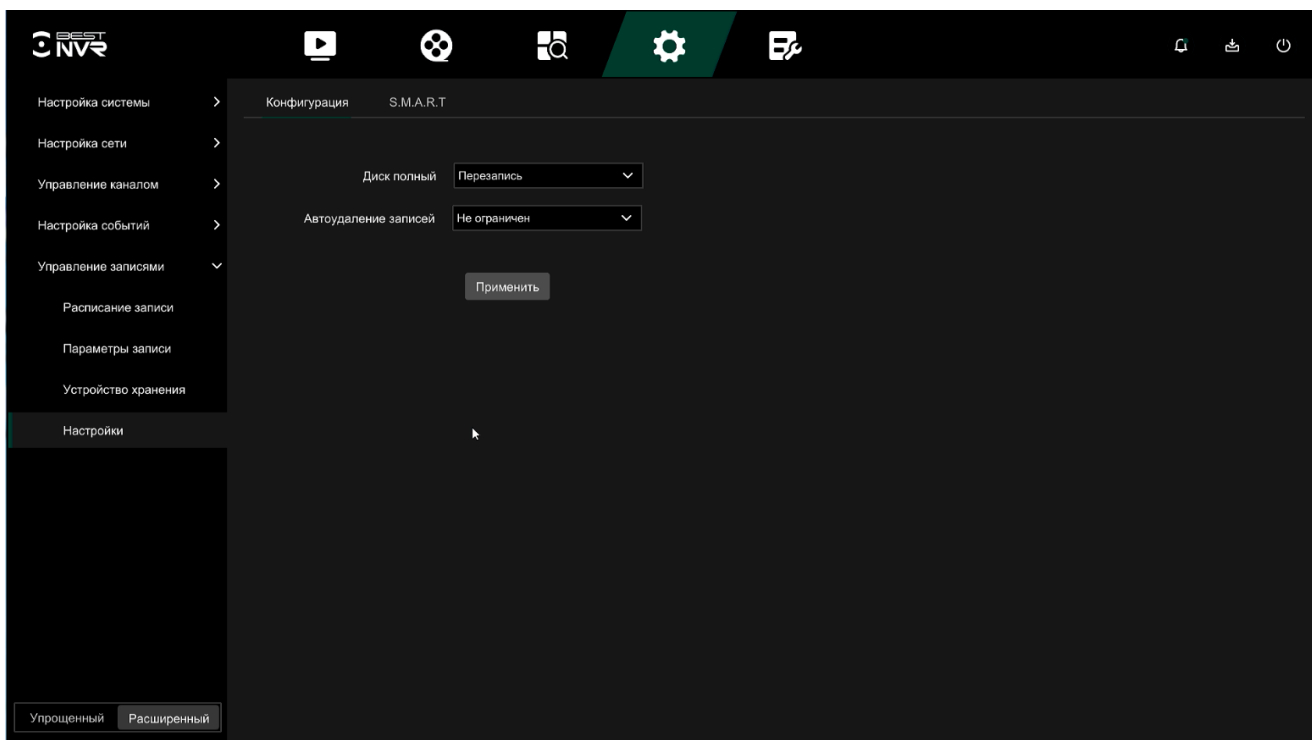 BEST
NVR
Настройка системы
Настройка сети
Управление каналом
Настройка событий
Управление записями
Расписание записи
Параметры записи
Устройство хранения
Настройки
Упрощенный Расширенный
Конфигурация S.M.A.R.T
Диск полный Перезапись
Автоудаление записей Не ограничен
Применить